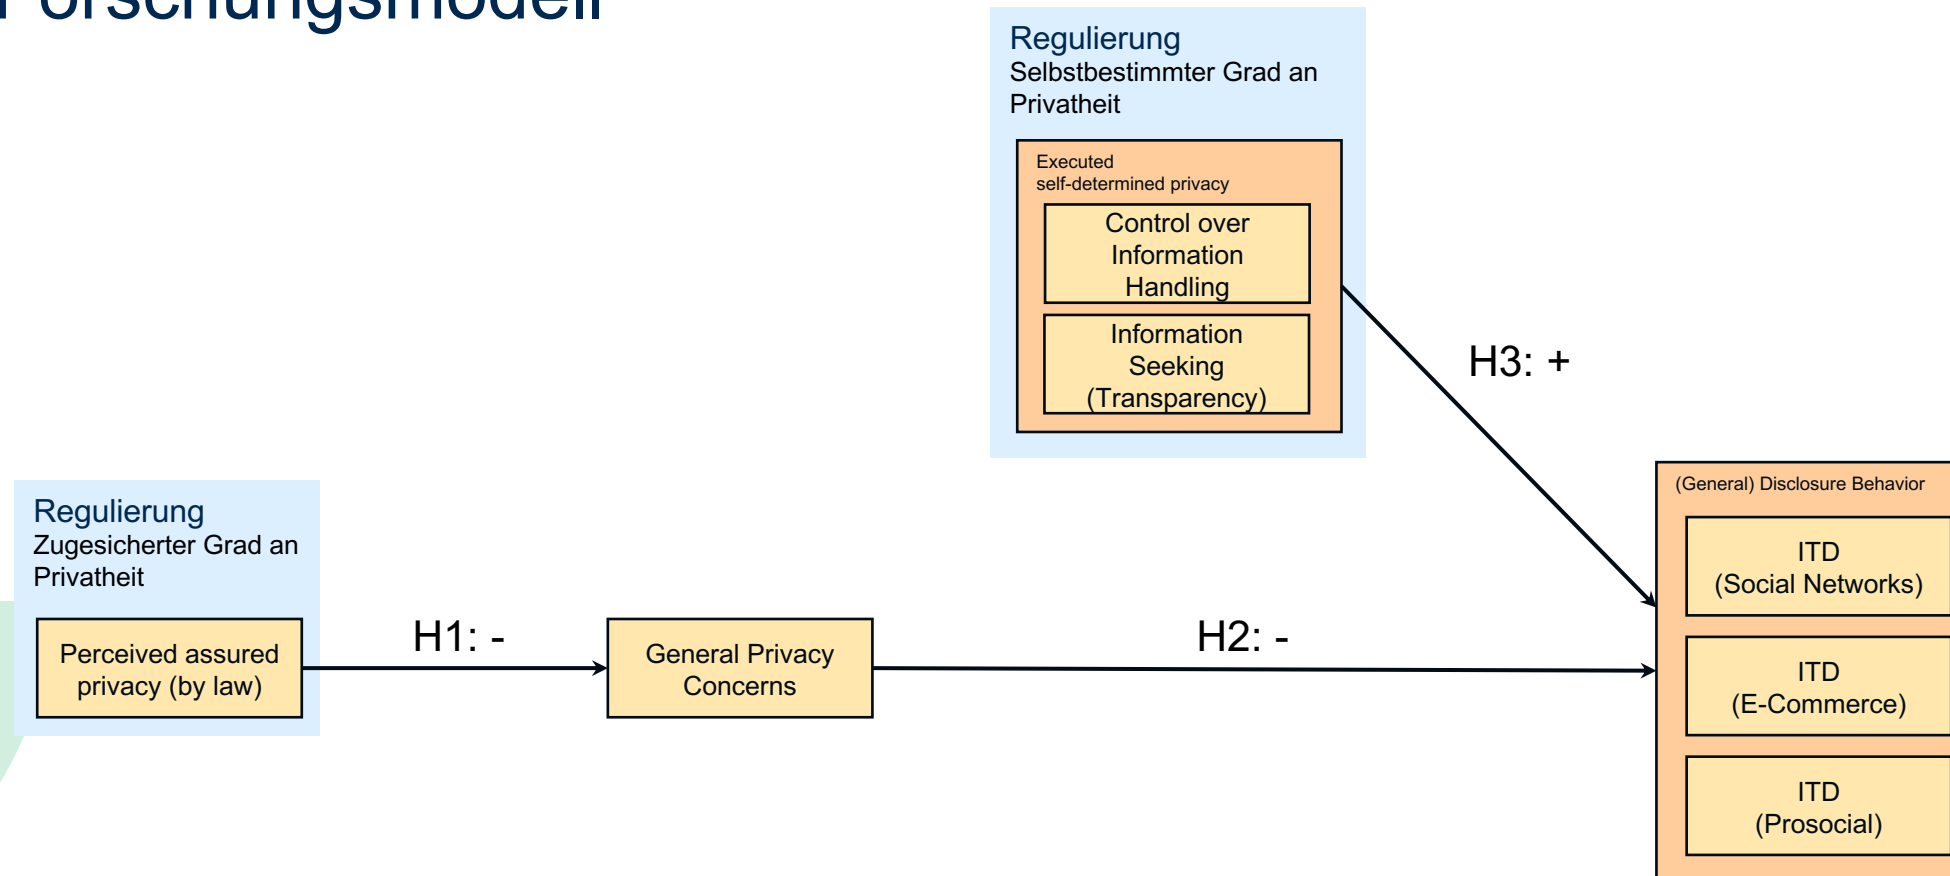 Forschungsmodell
Regulierung
Selbstbestimmter Grad an
Privatheit
Executed
self-determined privacy
Control over
Information
Handling
Information
Seeking
(Transparency)
H3: +
Regulierung
Zugesicherter Grad an
Privatheit
Perceived assured
privacy (by law)
H1: -
General Privacy
Concerns
H2: -
(General) Disclosure Behavior
ITD
(Social Networks)
ITD
(E-Commerce)
ITD
(Prosocial)